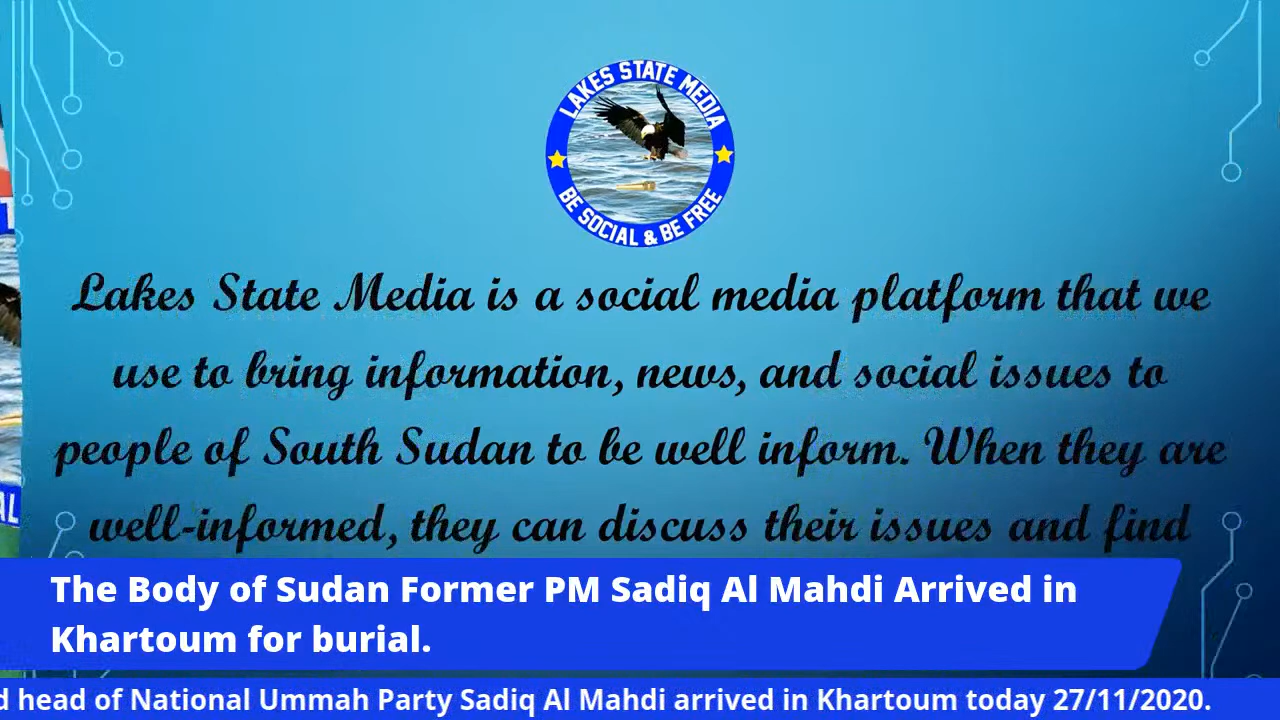 LAKES STATE MEDIA
BE SOCIAL & BE FREE
Lakes State Media is a social media platform that we
use to bring information, news, and social issues to
people of South Sudan to be well inform. When they are
well-informed, they can discuss their issues and find
AL
The Body of Sudan Former PM Sadiq Al Mahdi Arrived in
Khartoum for burial.
d head of National Ummah Party Sadiq Al Mahdi arrived in Khartoum today 27/11/2020.